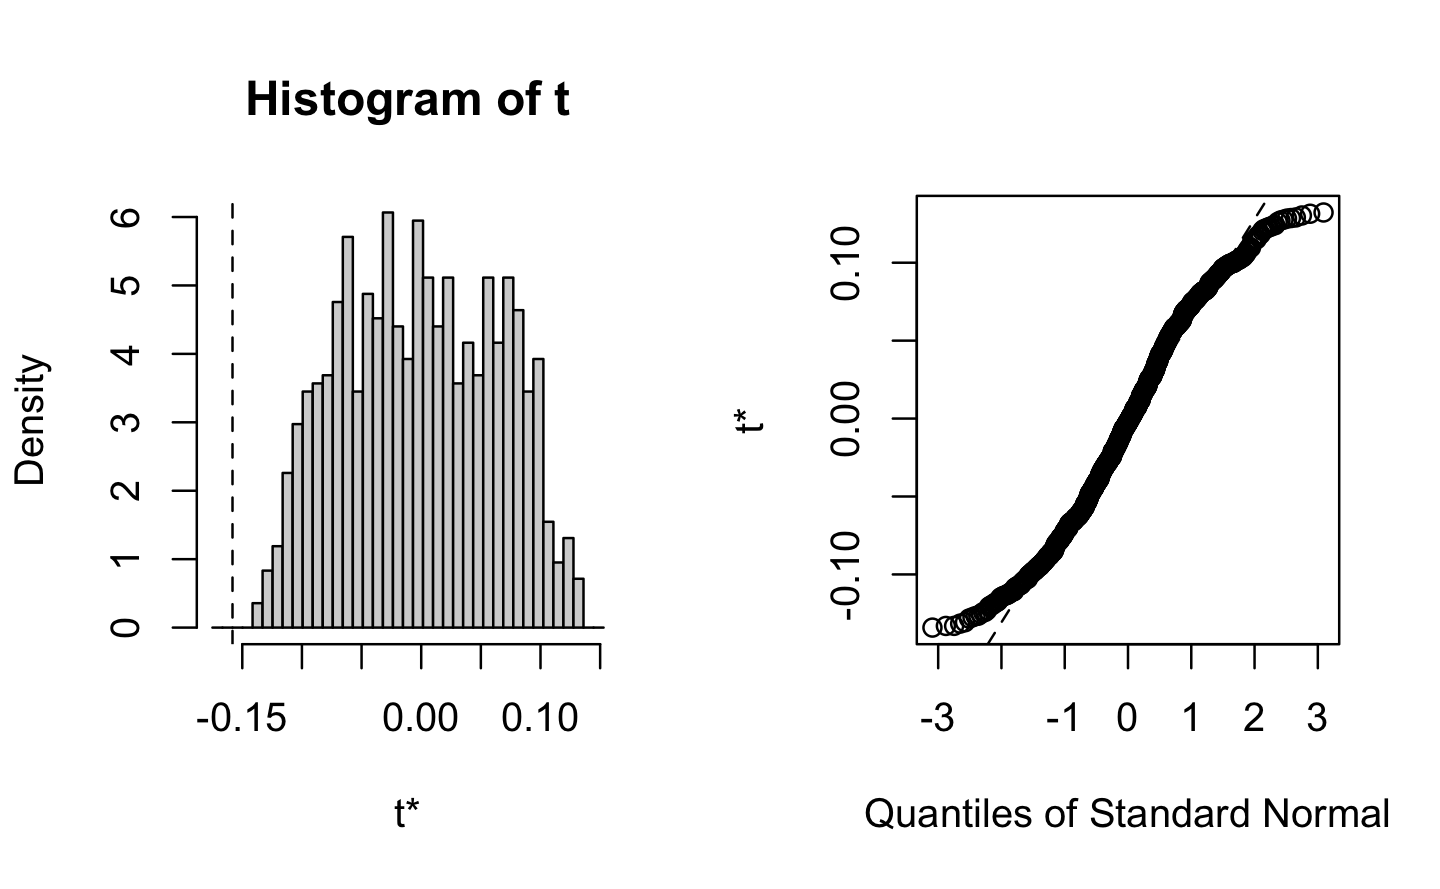 Histogram of t
Density
0 1 2 3 4 5 6
-0.15 0.00 0.10
t*
t*
-0.10 0.00 0.10
-3 -1 0 1 2 3
Quantiles of Standard Normal